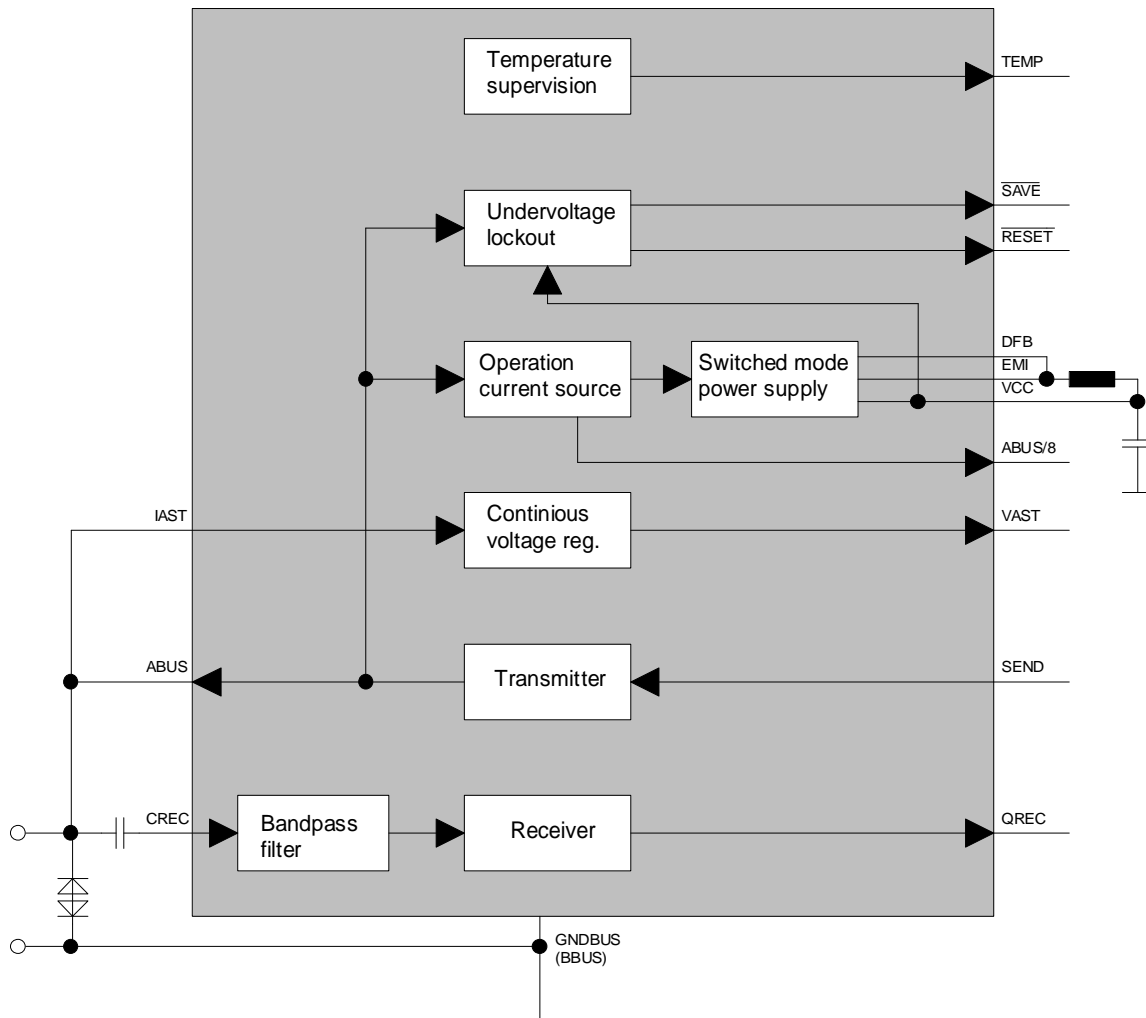 Temperature
supervision
TEMP
Undervoltage
lockout
SAVE
RESET
Operation
current source
Switched mode
power supply
DFB
EMI
VCC
ABUS/8
IAST
Continious
voltage reg.
VAST
ABUS
Transmitter
SEND
CREC
Bandpass
filter
Receiver
QREC
GNDBUS
(BBUS)